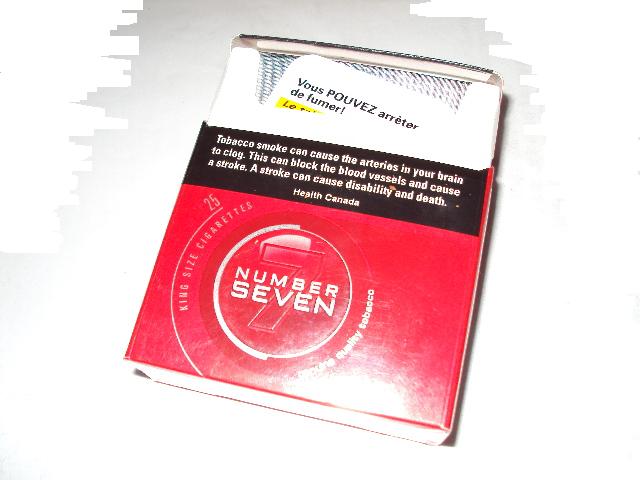 Vous POUVEZ arrêter
de fumer!
Tobacco smoke can cause the arteries in your brain
to clog. This can block the blood vessels and cause
a stroke. A stroke can cause disability and death.
Health Canada
25
KING SIZE CIGARETTES
7
NUMBER
SEVEN
quality tobacco